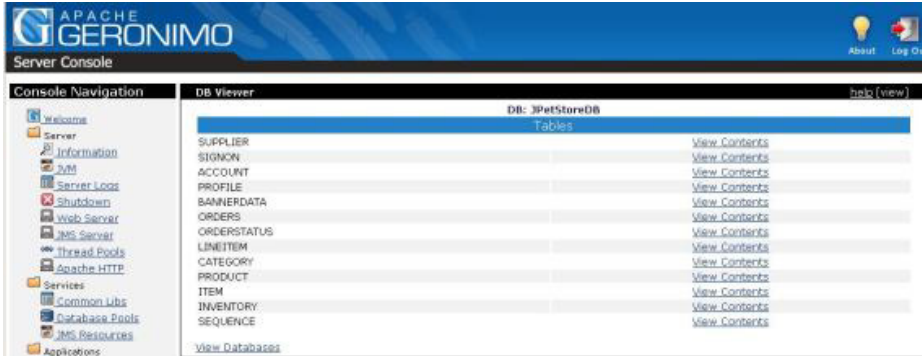 APACHE
GERONIMO
Server Console
About
Log
Console Navigation
Welcome
Server
Information
JVM
Server Logs
Shutdown
Web Server
JMS Server
Thread Pools
Apache HTTP
Services
Common Libs
Database Pools
JMS Resources
Applications
DB Viewer
help [view]
DB: JPetStoreDB
Tables
SUPPLIER View Contents
SIGNON View Contents
ACCOUNT View Contents
PROFILE View Contents
BANNERDATA View Contents
ORDERS View Contents
ORDERSTATUS View Contents
LINEITEM View Contents
CATEGORY View Contents
PRODUCT View Contents
ITEM View Contents
INVENTORY View Contents
SEQUENCE View Contents
View Databases